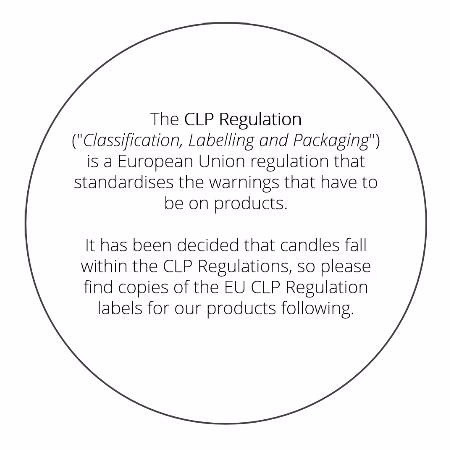 The CLP Regulation
("Classification, Labelling and Packaging")
is a European Union regulation that
standardises the warnings that have to
be on products.
It has been decided that candles fall
within the CLP Regulations, so please
find copies of the EU CLP Regulation
labels for our products following.